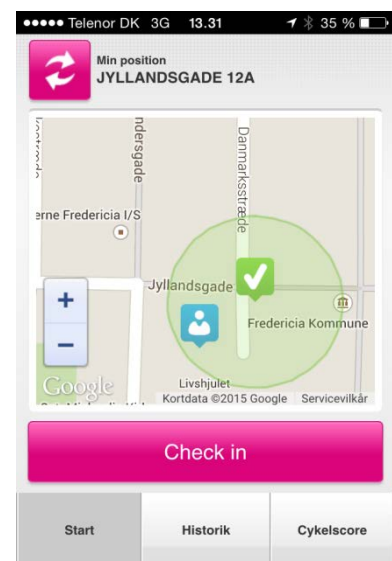 Telenor DK 3G 13.31 35 %
Min position
JYLLANDSGADE 12A
ndersgade
Danmarksstræde
erne Fredericia I/S
Jyllandsgade
+
Fredericia Kommune
−
Google
Livshjulet
Kortdata ©2015 Google Servicevilkår
Check in
Start Historik Cykelscore